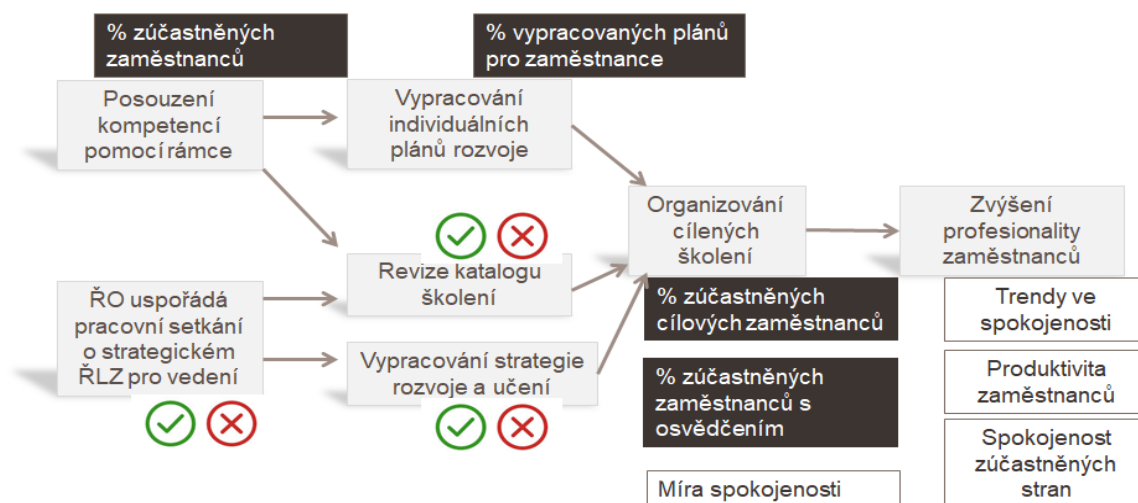 % zúčastněných
zaměstnanců
% vypracovaných plánů
pro zaměstnance
Posouzení
kompetencí
pomocí rámce
Vypracování
individuálních
plánů rozvoje
Organizování
cílených
školení
Zvýšení
profesionality
zaměstnanců
Revize katalogu
školení
ŘO uspořádá
pracovní setkání
o strategickém
ŘLZ pro vedení
Vypracování strategie
rozvoje a učení
% zúčastněných
cílových zaměstnanců
% zúčastněných
zaměstnanců s
osvědčením
Míra spokojenosti
Trendy ve
spokojenosti
Produktivita
zaměstnanců
Spokojenost
zúčastněných
stran